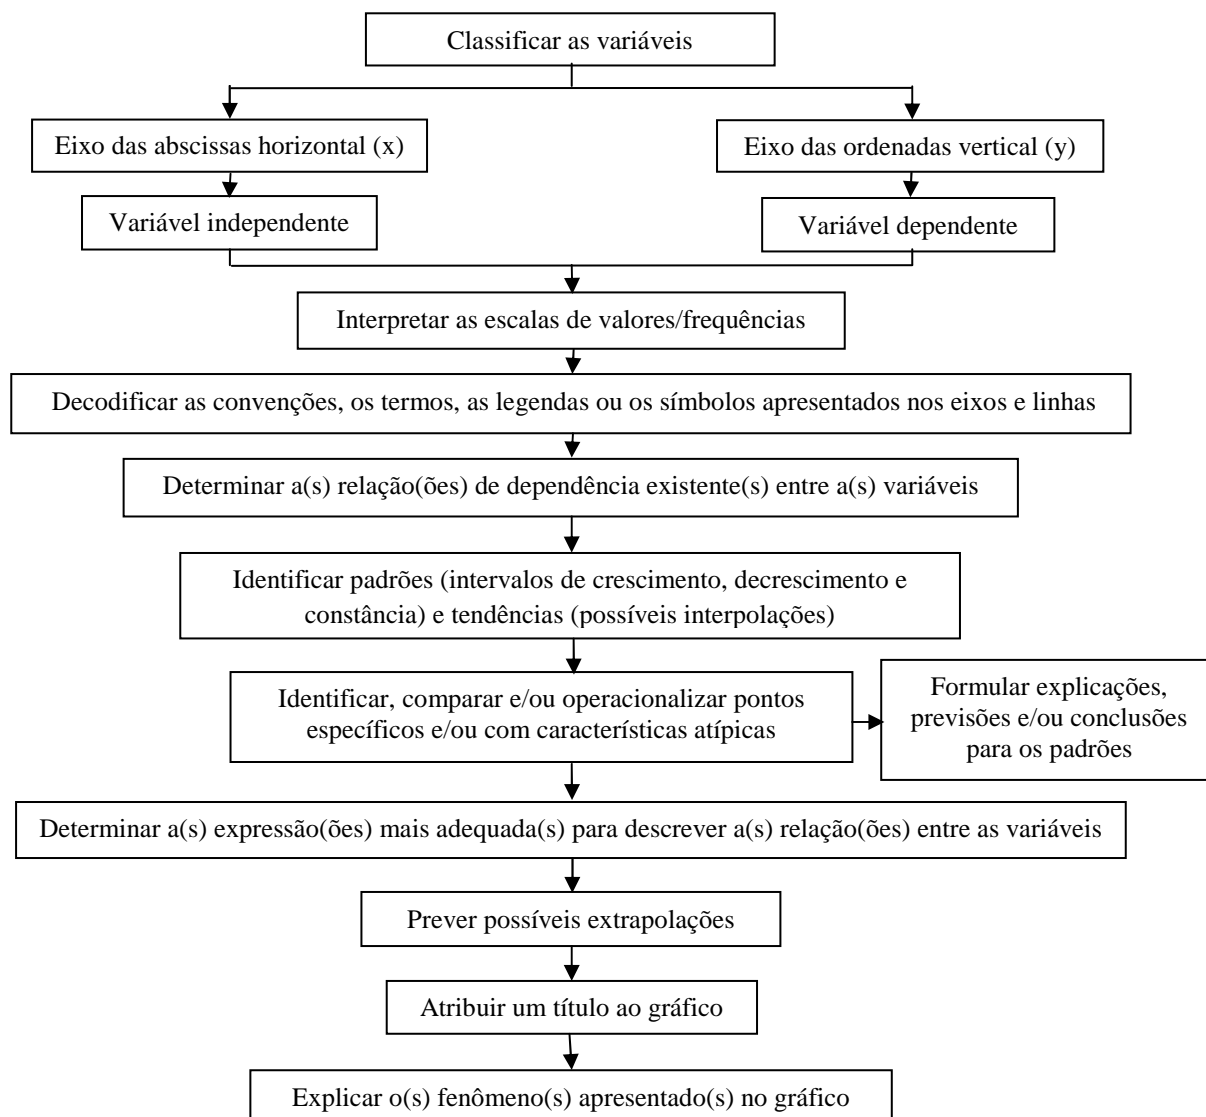 Classificar as variáveis
Eixo das abscissas horizontal (x)
Eixo das ordenadas vertical (y)
Variável independente
Variável dependente
Interpretar as escalas de valores/frequências
Decodificar as convenções, os termos, as legendas ou os símbolos apresentados nos eixos e linhas
Determinar a(s) relação(ões) de dependência existente(s) entre a(s) variáveis
Identificar padrões (intervalos de crescimento, decrescimento e
constância) e tendências (possíveis interpolações)
Identificar, comparar e/ou operacionalizar pontos
específicos e/ou com características atípicas
Formular explicações,
previsões e/ou conclusões
para os padrões
Determinar a(s) expressão(ões) mais adequada(s) para descrever a(s) relação(ões) entre as variáveis
Prever possíveis extrapolações
Atribuir um título ao gráfico
Explicar o(s) fenômeno(s) apresentado(s) no gráfico